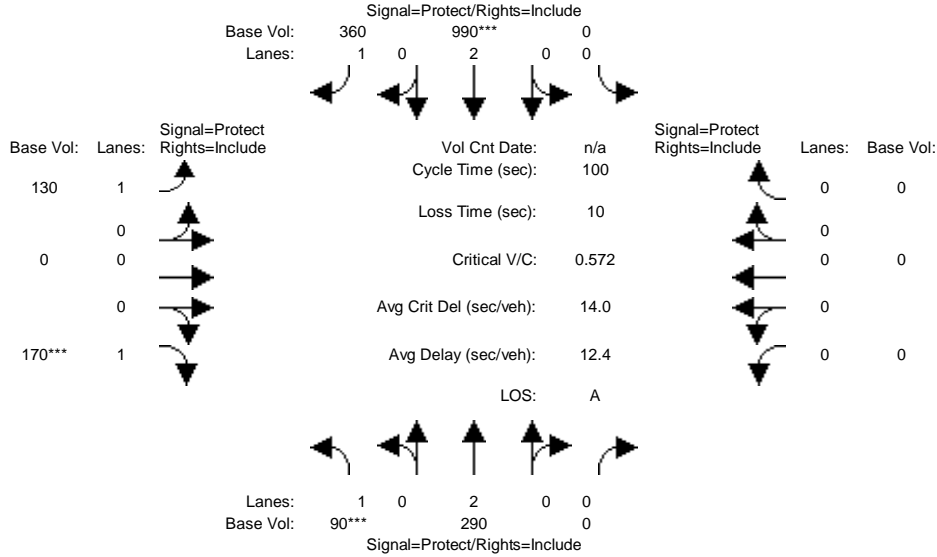 Signal=Protect/Rights=Include
Base Vol: 360 990*** 0
Lanes: 1 0 2 0 0
Signal=Protect Signal=Protect
Base Vol: Lanes: Rights=Include Vol Cnt Date: n/a Rights=Include Lanes: Base Vol:
Cycle Time (sec): 100
130 1 0 0
Loss Time (sec): 10
0 0
0 0 Critical V/C: 0.572 0 0
0 Avg Crit Del (sec/veh): 14.0 0
170*** 1 Avg Delay (sec/veh): 12.4 0 0
LOS: A
Lanes: 1 0 2 0 0
Base Vol: 90*** 290 0
Signal=Protect/Rights=Include